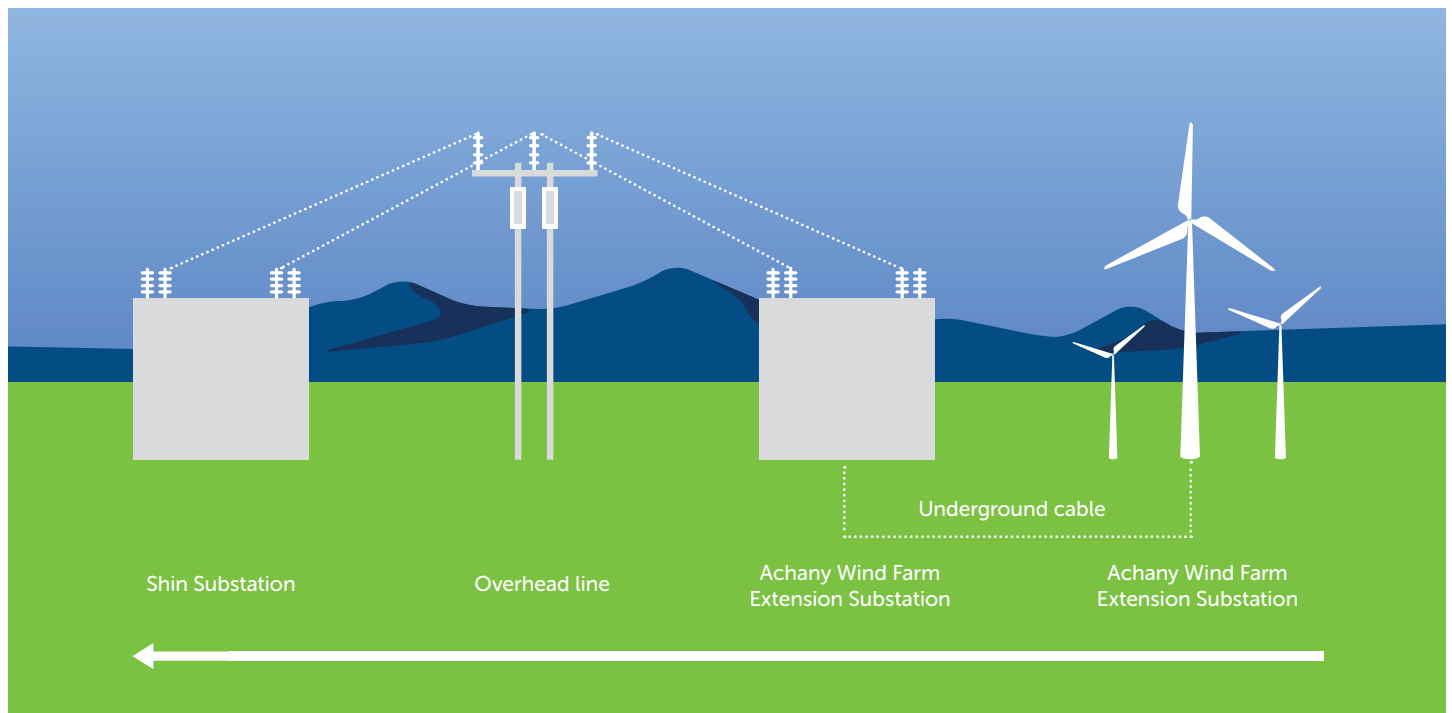 Underground cable
Shin Substation
Overhead line
Achany Wind Farm
Extension Substation
Achany Wind Farm
Extension Substation